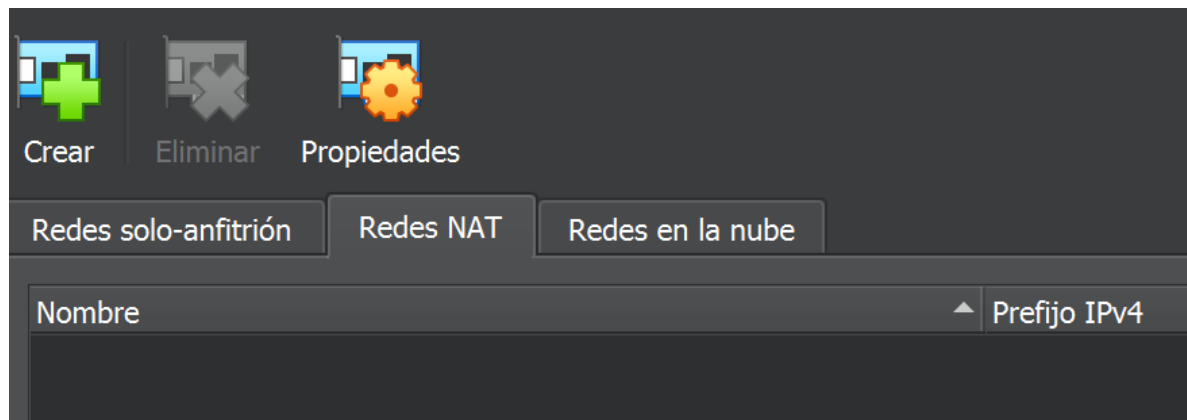 Crear Eliminar Propiedades
Redes solo-anfitrión Redes NAT Redes en la nube
Nombre Prefijo IPv4